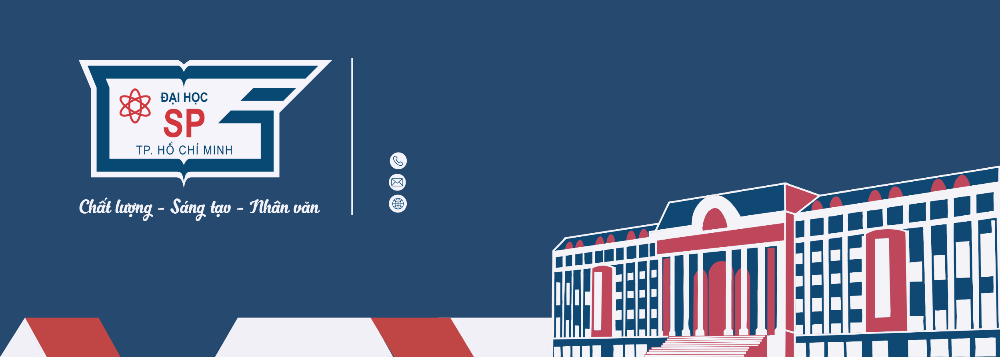 ĐẠI HỌC
SP
TP. HỒ CHÍ MINH
Chất lượng – Sáng tạo – Nhân văn